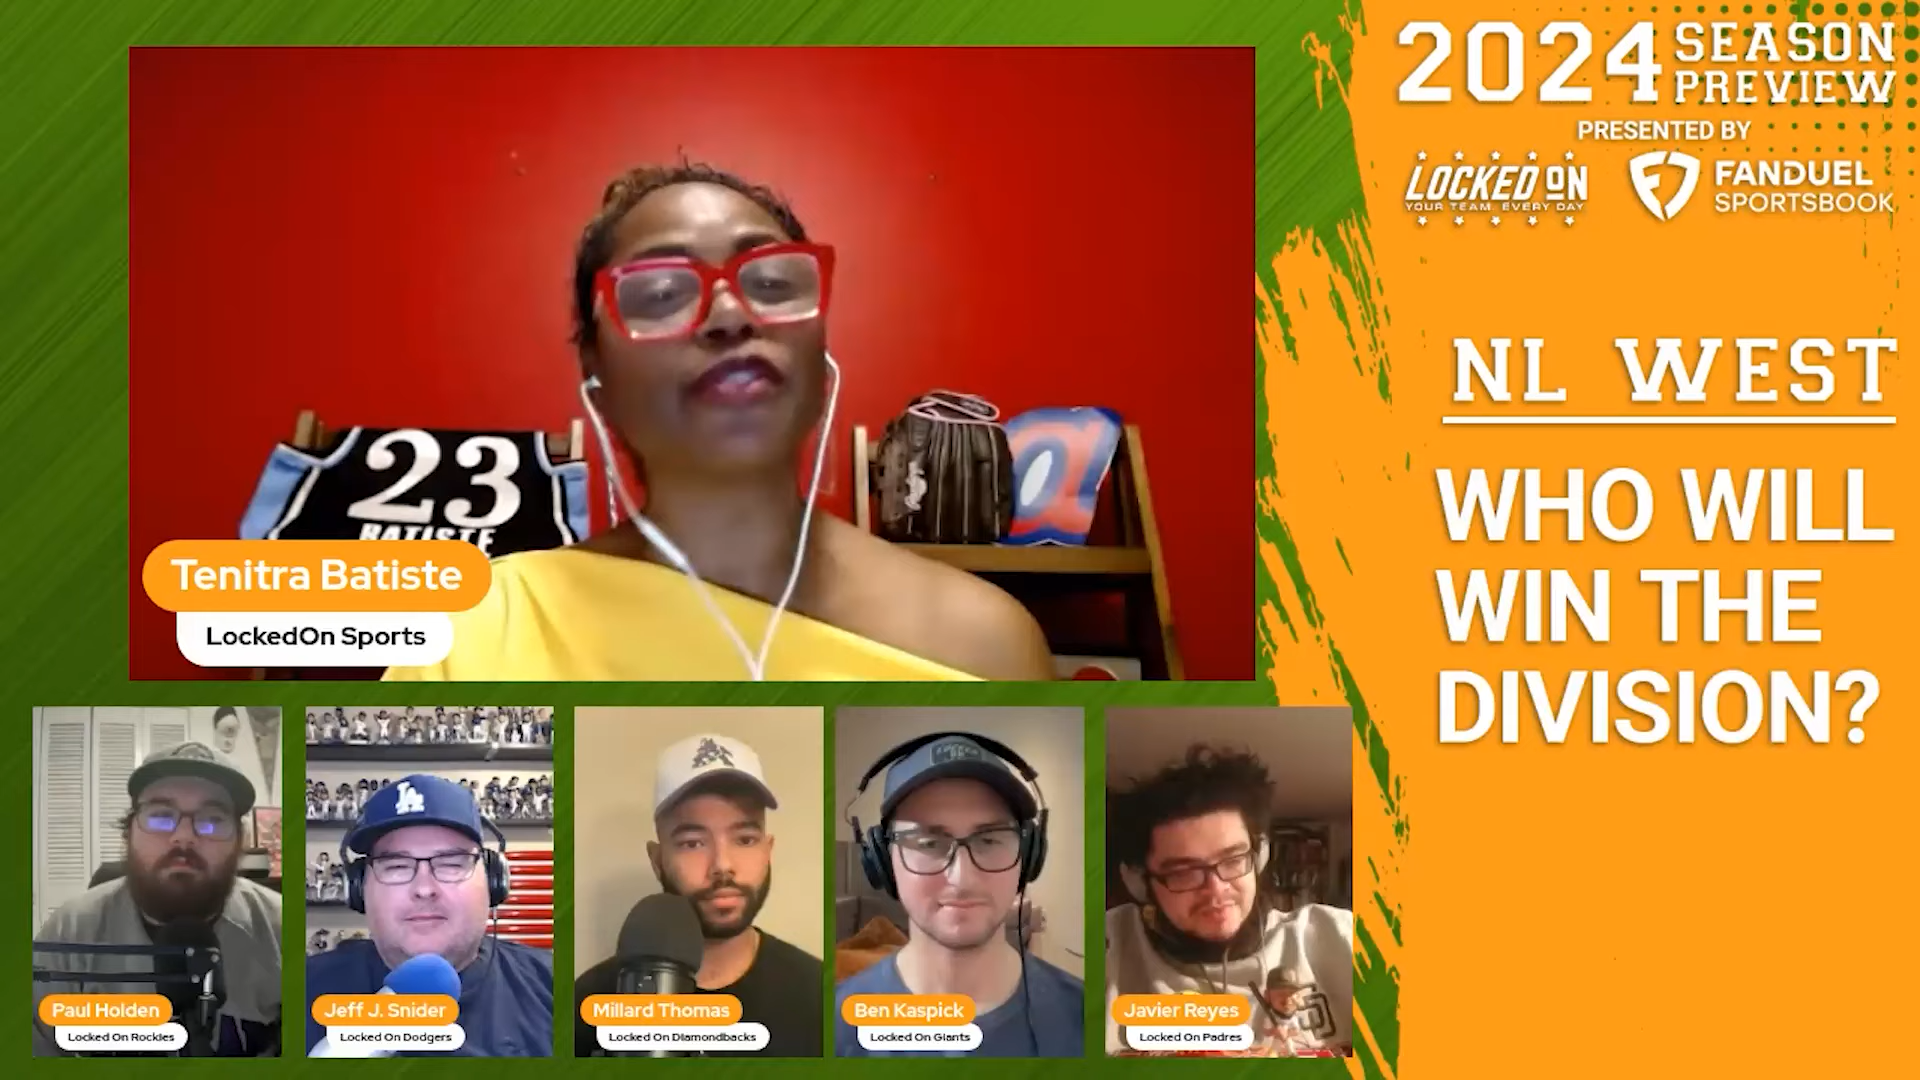 2024 SEASON
PREVIEW
PRESENTED BY
LOCKED ON
YOUR TEAM. EVERY DAY
FANDUEL
SPORTSBOOK
NL WEST
WHO WILL
WIN THE
DIVISION?
23
BATISTE
a
Tenitra Batiste
LockedOn Sports
LA
A
SD
Paul Holden
Locked On Rockies
Jeff J. Snider
Locked On Dodgers
Millard Thomas
Locked On Diamondbacks
Ben Kaspick
Locked On Giants
Javier Reyes
Locked On Padres